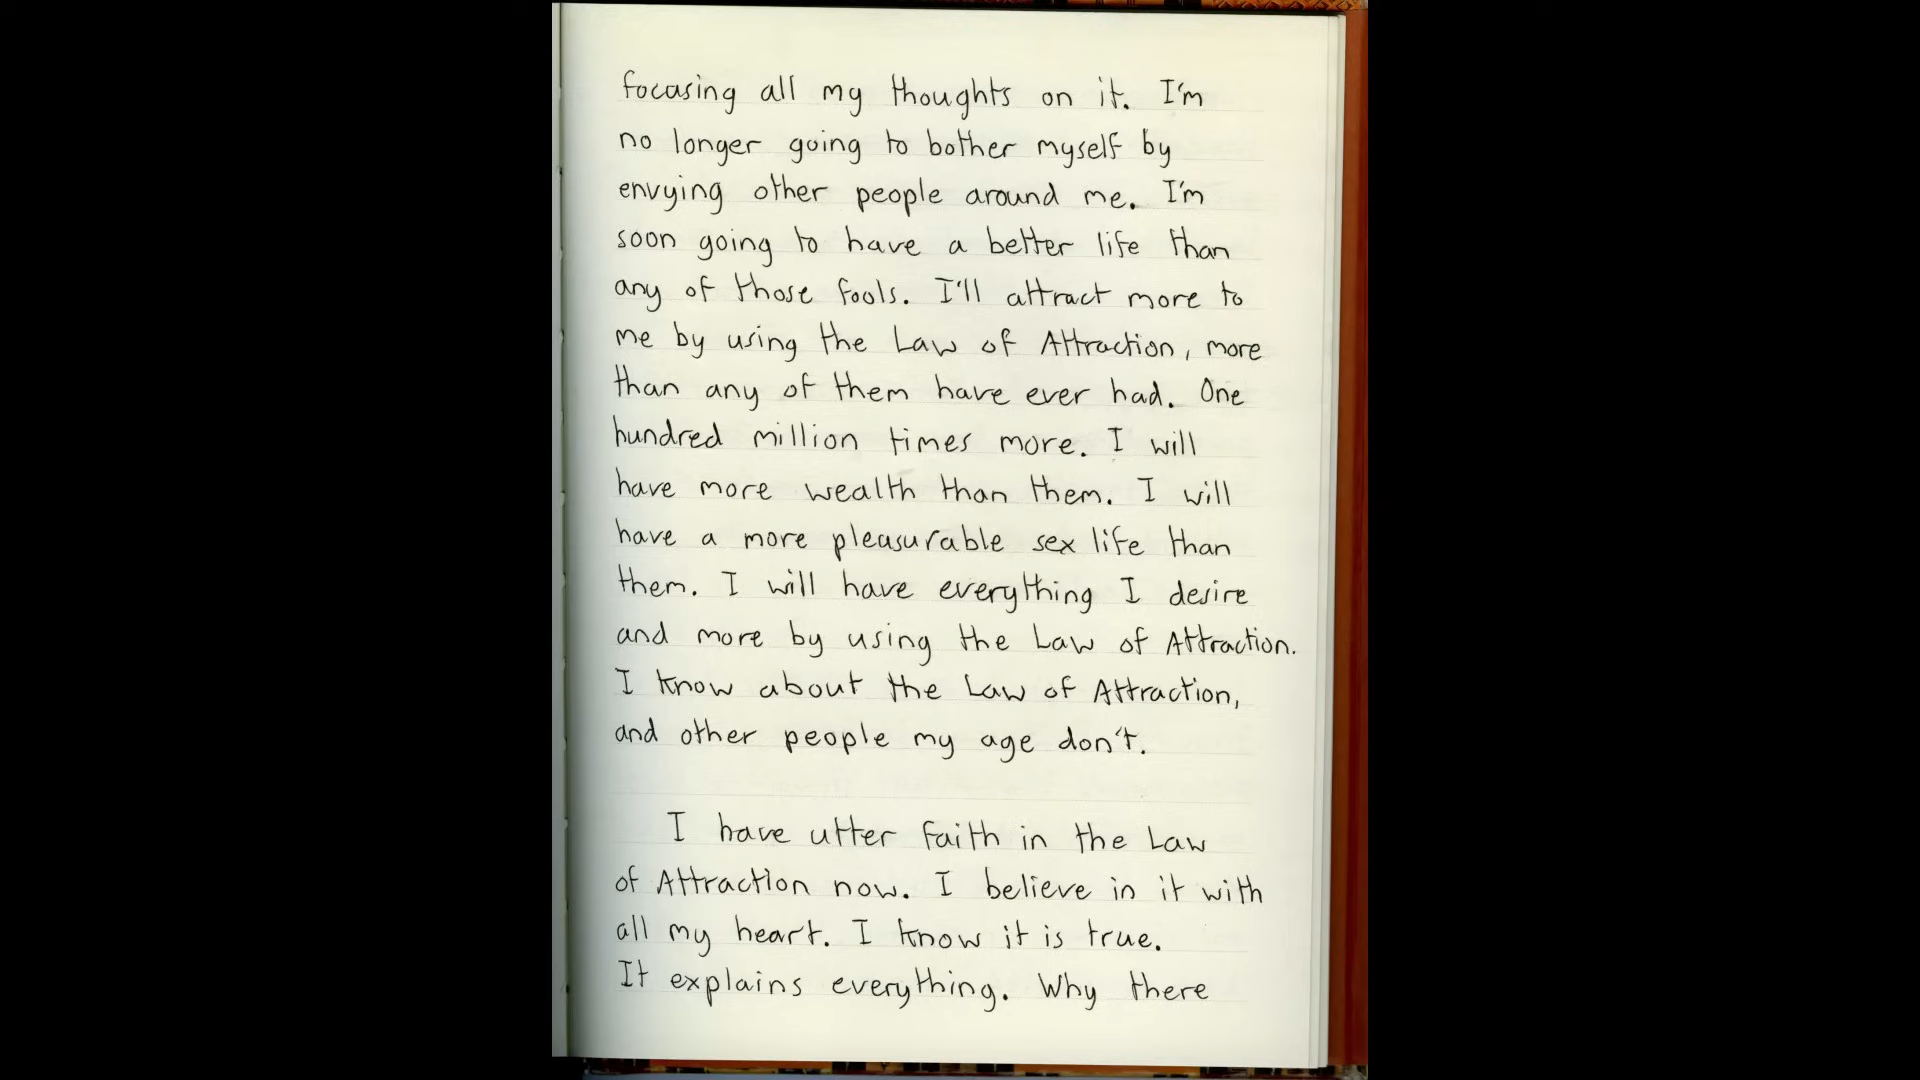 focusing all my thoughts on it. I'm
no longer going to bother myself by
envying other people around me. I'm
soon going to have a better life than
any of those fools. I'll attract more to
me by using the Law of Attraction, more
than any of them have ever had. One
hundred million times more. I will
have more wealth than them. I will
have a more pleasurable sex life than
them. I will have everything I desire
and more by using the Law of Attraction.
I know about the Law of Attraction,
and other people my age don't.
I have utter faith in the Law
of Attraction now. I believe in it with
all my heart. I know it is true.
It explains everything. Why there